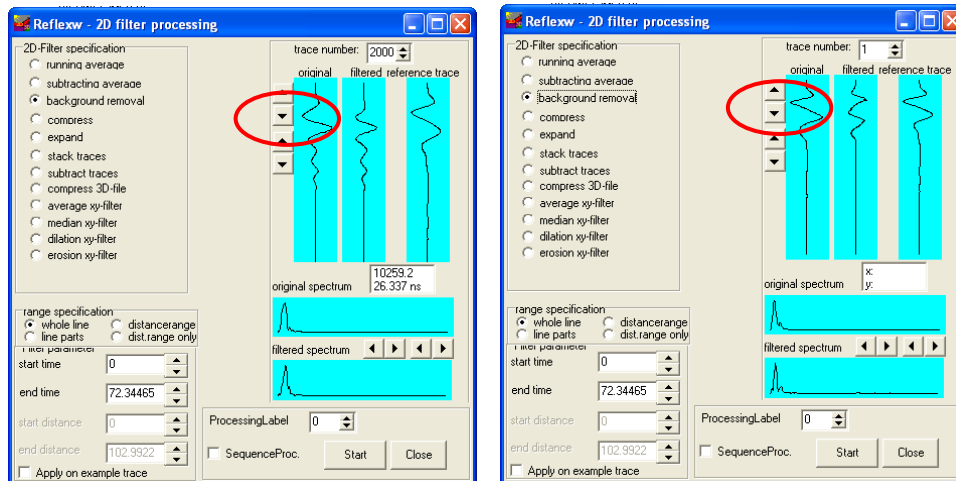 Reflexw - 2D filter processing
2D-Filter specification
running average
subtracting average
background removal
compress
expand
stack traces
subtract traces
compress 3D-file
average xy-filter
median xy-filter
dilation xy-filter
erosion xy-filter
trace number: 2000
original filtered reference trace
10259.2
original spectrum 26.337 ns
range specification
whole line distancerange
line parts dist.range only
filtered spectrum
Filter parameter
start time 0
end time 72.34465
start distance 0
end distance 102.9922
Apply on example trace
ProcessingLabel 0
SequenceProc. Start Close
Reflexw - 2D filter processing
2D-Filter specification
running average
subtracting average
background removal
compress
expand
stack traces
subtract traces
compress 3D-file
average xy-filter
median xy-filter
dilation xy-filter
erosion xy-filter
trace number: 1
original filtered reference trace
x:
original spectrum y:
range specification
whole line distancerange
line parts dist.range only
filtered spectrum
Filter parameter
start time 0
end time 72.34465
start distance 0
end distance 102.9922
Apply on example trace
ProcessingLabel 0
SequenceProc. Start Close